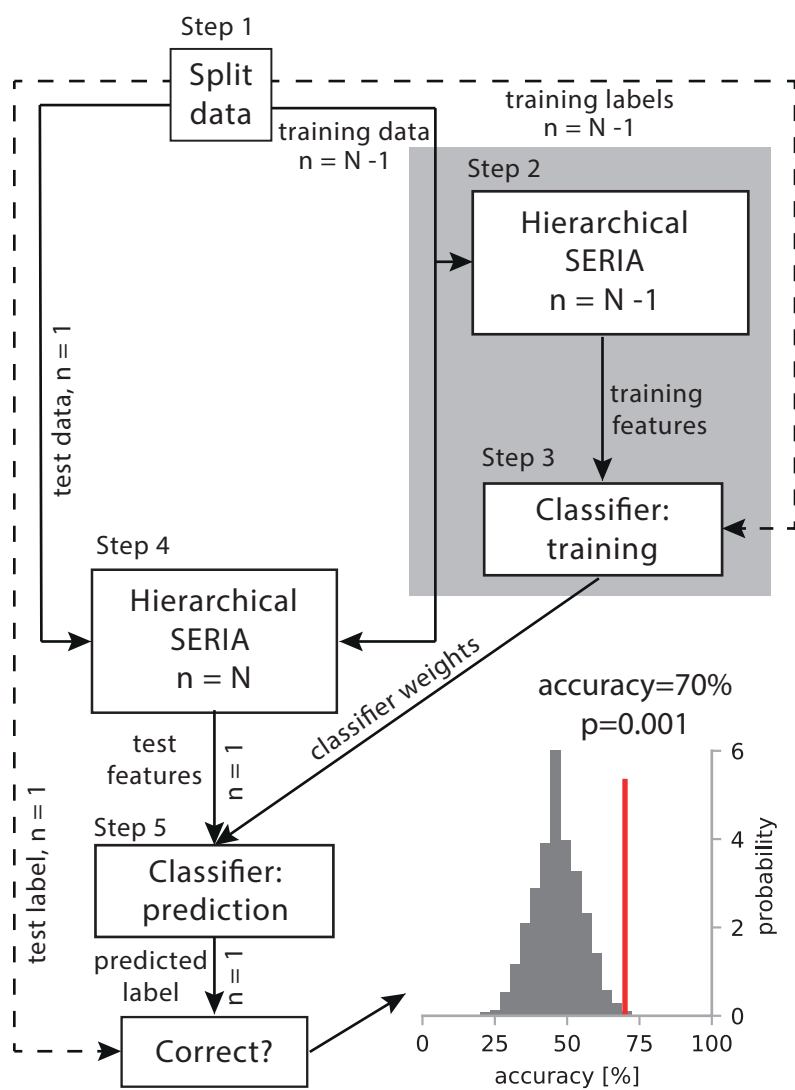 Step 1
Split
data
training data
n = N -1
training labels
n = N -1
Step 2
Hierarchical
SERIA
n = N -1
training
features
Step 3
Classifier:
training
test data, n = 1
Step 4
Hierarchical
SERIA
n = N
classifier weights
test
features
n = 1
Step 5
Classifier:
prediction
test label, n = 1
predicted
label
n = 1
Correct?
accuracy=70%
p=0.001
6
4
2
0
probability
0
25
50
75
100
accuracy [%]